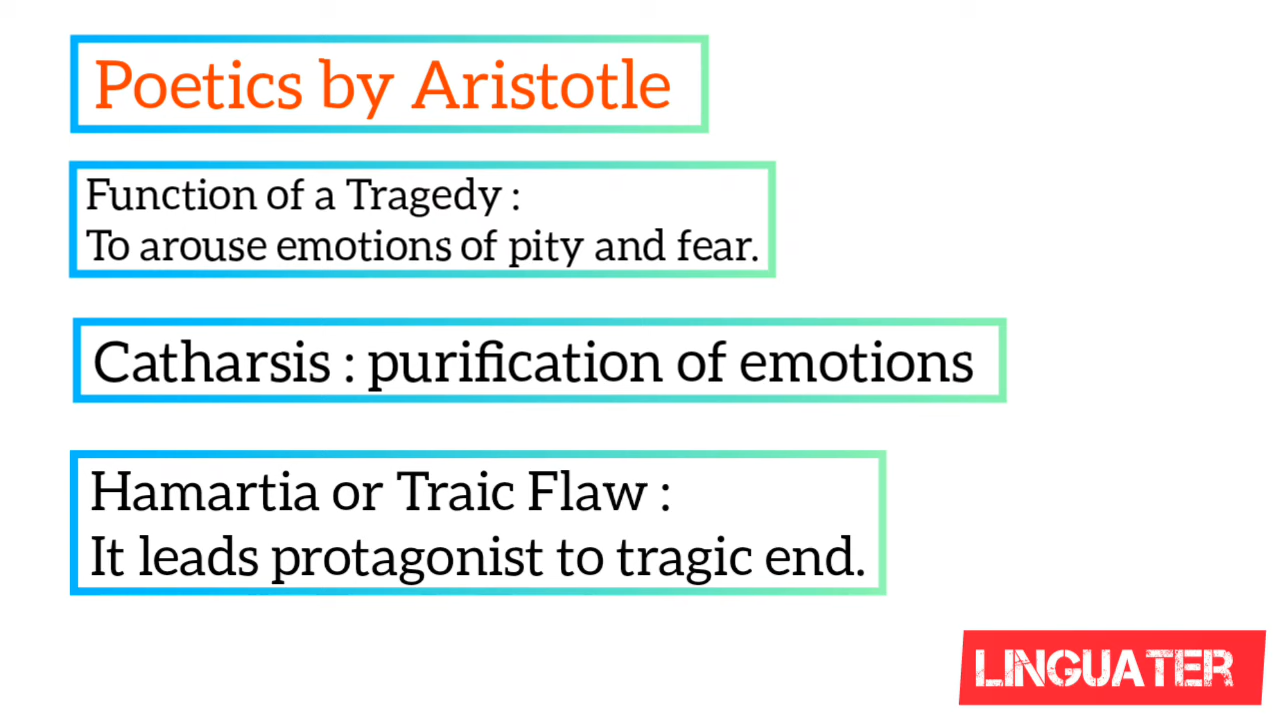 Poetics by Aristotle
Function of a Tragedy :
To arouse emotions of pity and fear.
Catharsis : purification of emotions
Hamartia or Traic Flaw :
It leads protagonist to tragic end.
LINGUATER